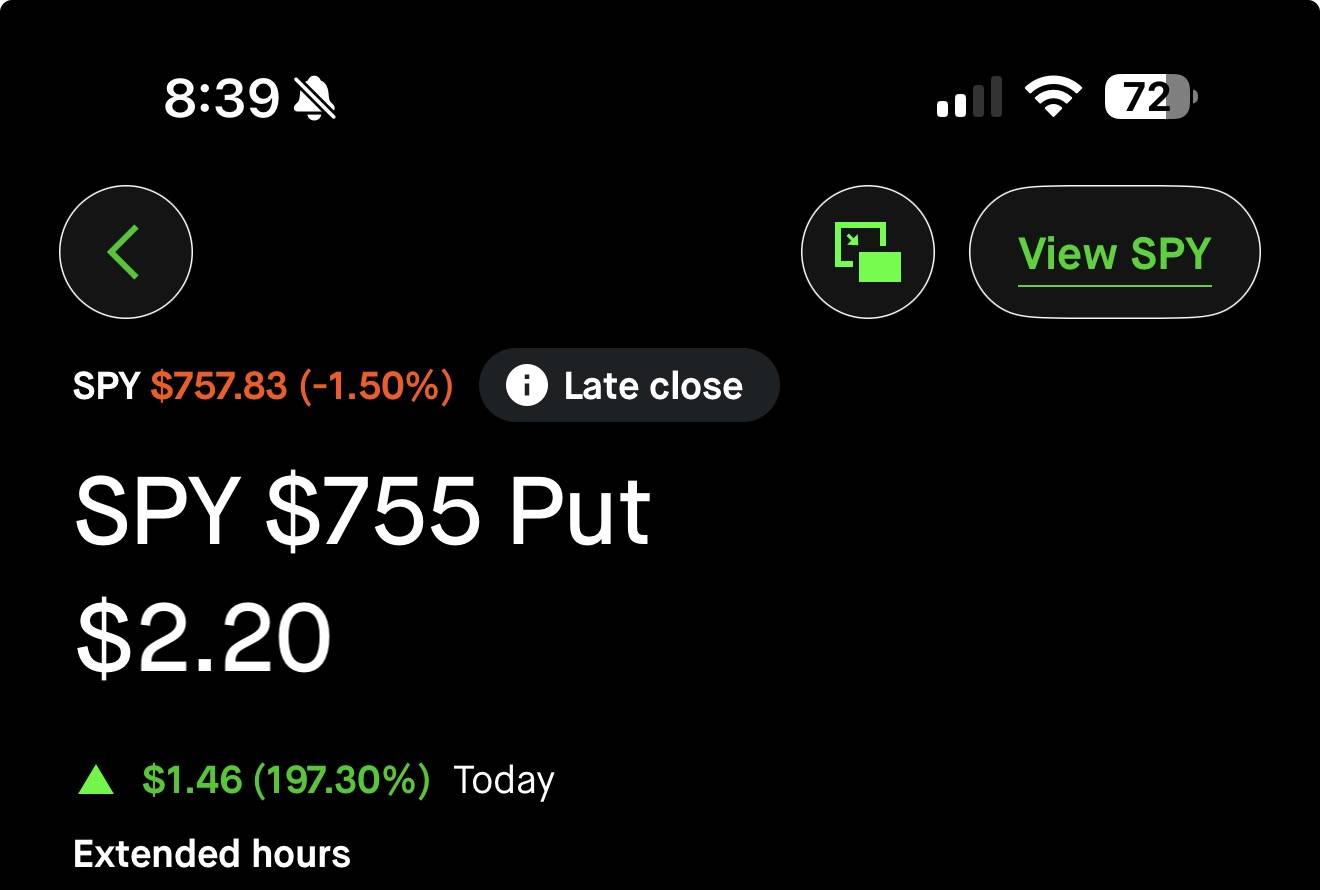 8:39
72
View SPY
SPY $757.83 (-1.50%) Late close
SPY $755 Put
$2.20
▲ $1.46 (197.30%) Today
Extended hours